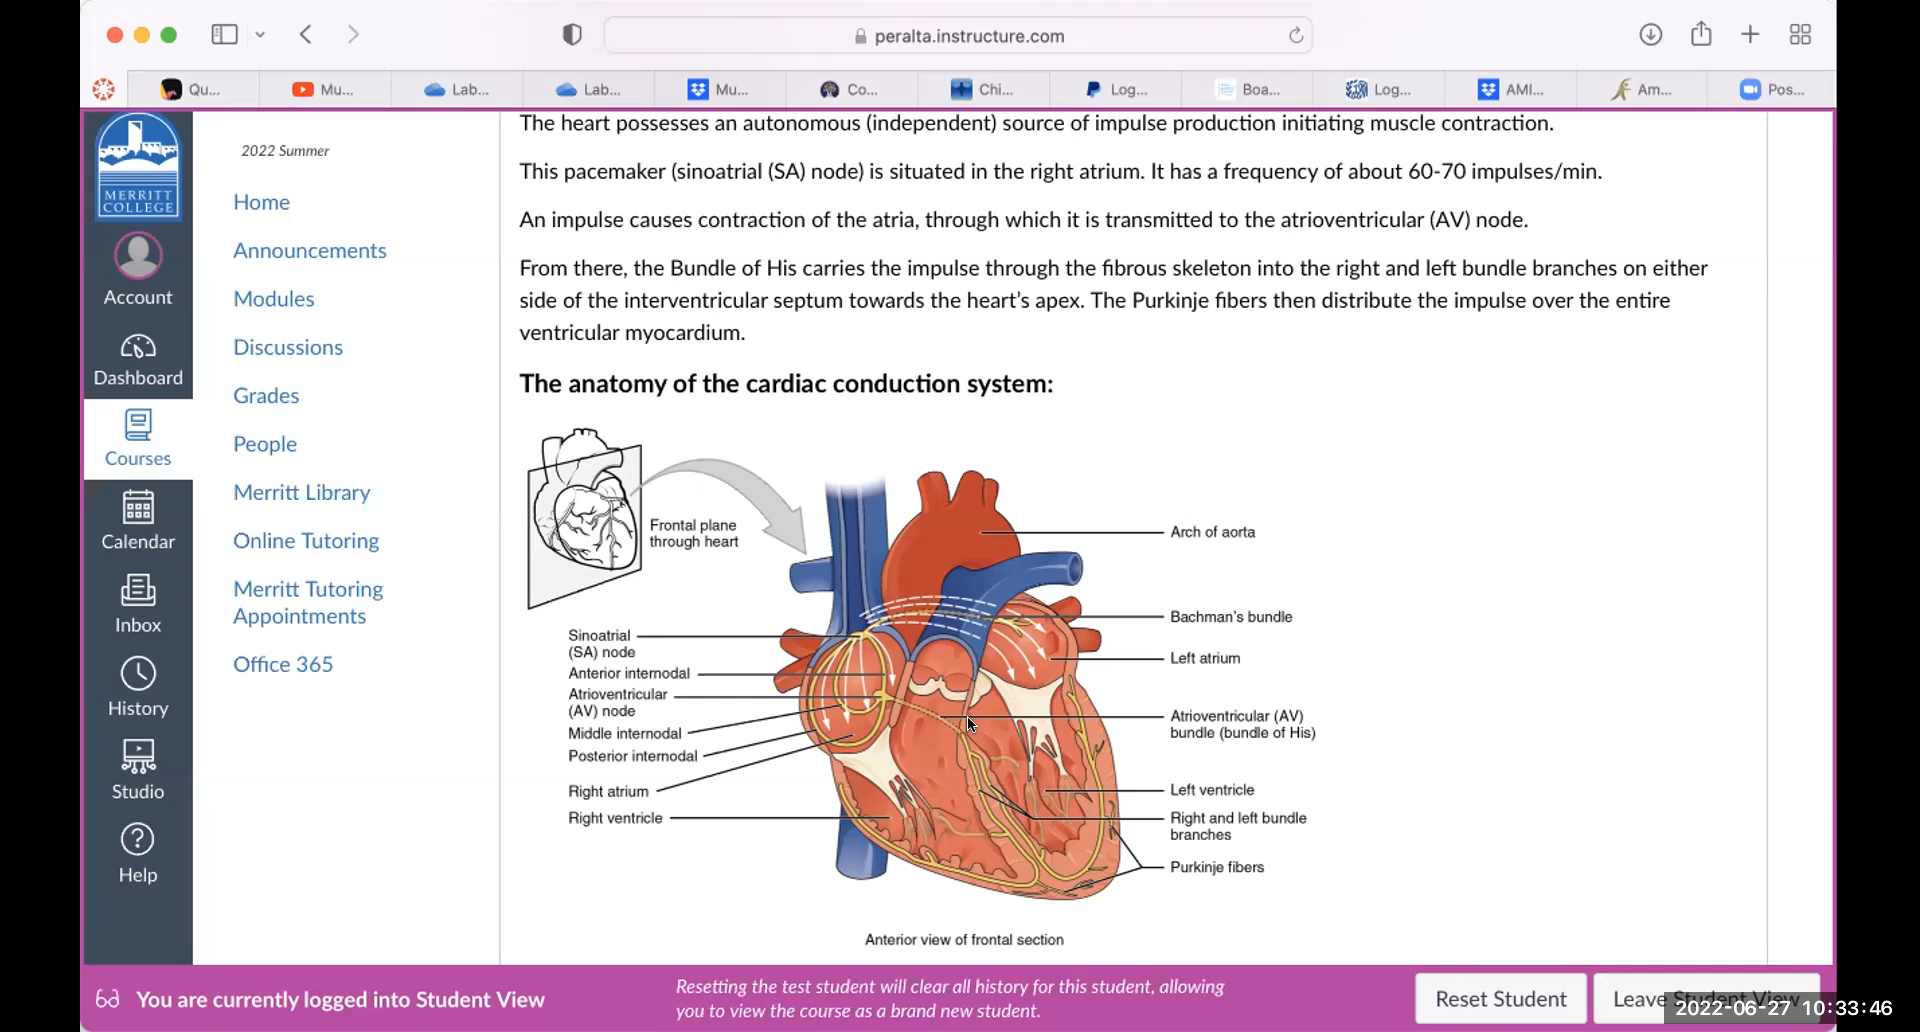 peralta.instructure.com
Qu...
Mu...
Lab...
Lab...
Mu...
Co...
Chi...
Log...
Boa...
Log...
AMI...
Am...
Pos...
MERRITT
COLLEGE
Account
Dashboard
Courses
Calendar
Inbox
History
Studio
Help
2022 Summer
Home
Announcements
Modules
Discussions
Grades
People
Merritt Library
Online Tutoring
Merritt Tutoring
Appointments
Office 365
The heart possesses an autonomous (independent) source of impulse production initiating muscle contraction.
This pacemaker (sinoatrial (SA) node) is situated in the right atrium. It has a frequency of about 60-70 impulses/min.
An impulse causes contraction of the atria, through which it is transmitted to the atrioventricular (AV) node.
From there, the Bundle of His carries the impulse through the fibrous skeleton into the right and left bundle branches on either
side of the interventricular septum towards the heart's apex. The Purkinje fibers then distribute the impulse over the entire
ventricular myocardium.
The anatomy of the cardiac conduction system:
Frontal plane
through heart
Sinoatrial
(SA) node
Anterior internodal
Atrioventricular
(AV) node
Middle internodal
Posterior internodal
Right atrium
Right ventricle
Arch of aorta
Bachman's bundle
Left atrium
Atrioventricular (AV)
bundle (bundle of His)
Left ventricle
Right and left bundle
branches
Purkinje fibers
Anterior view of frontal section
You are currently logged into Student View
Resetting the test student will clear all history for this student, allowing
you to view the course as a brand new student.
Reset Student
Leave Student View
2022-06-27 10:33:46